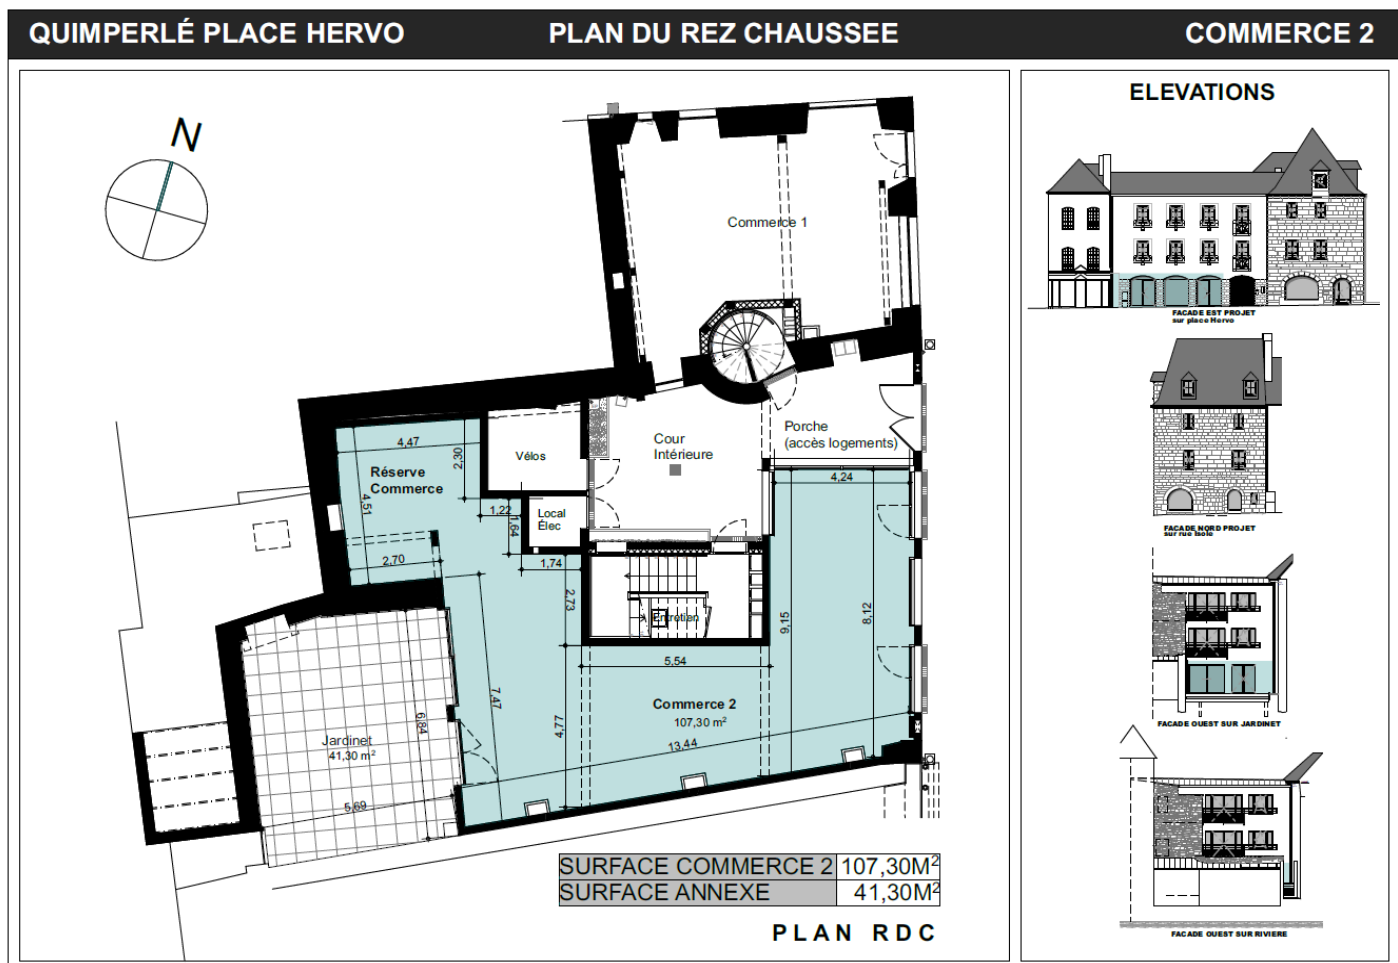 QUIMPERLÉ PLACE HERVO
PLAN DU REZ CHAUSSEE
COMMERCE 2
N
Commerce 1
Porche
(accès logements)
Cour
Intérieure
Vélos
Local
Élec
Réserve
Commerce
4,47
2,30
4,51
1,22
1,64
2,70
1,74
2,73
4,24
9,15
8,12
Entretien
5,54
7,47
4,77
Commerce 2
107,30 m²
13,44
Jardinet
41,30 m²
6,84
5,69
SURFACE COMMERCE 2 107,30M²
SURFACE ANNEXE 41,30M²
PLAN RDC
ELEVATIONS
FACADE EST PROJET
sur place Hervo
FACADE NORD PROJET
sur rue Isole
FACADE OUEST SUR JARDINET
FACADE OUEST SUR RIVIERE